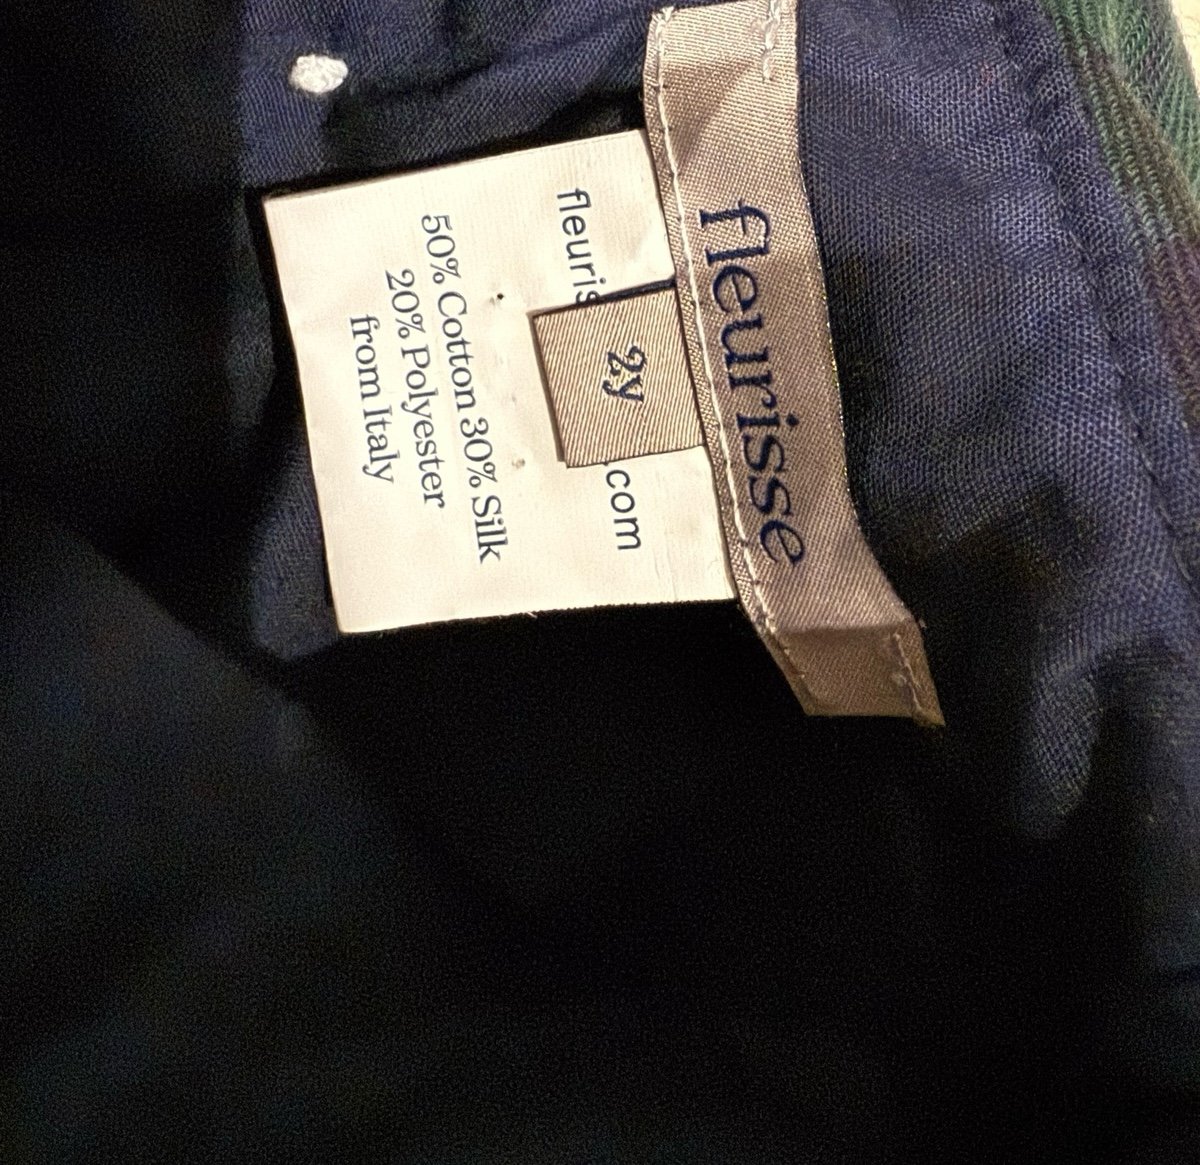 fleurisse
2y
fleuris
.com
50% Cotton 30% Silk
20% Polyester
from Italy